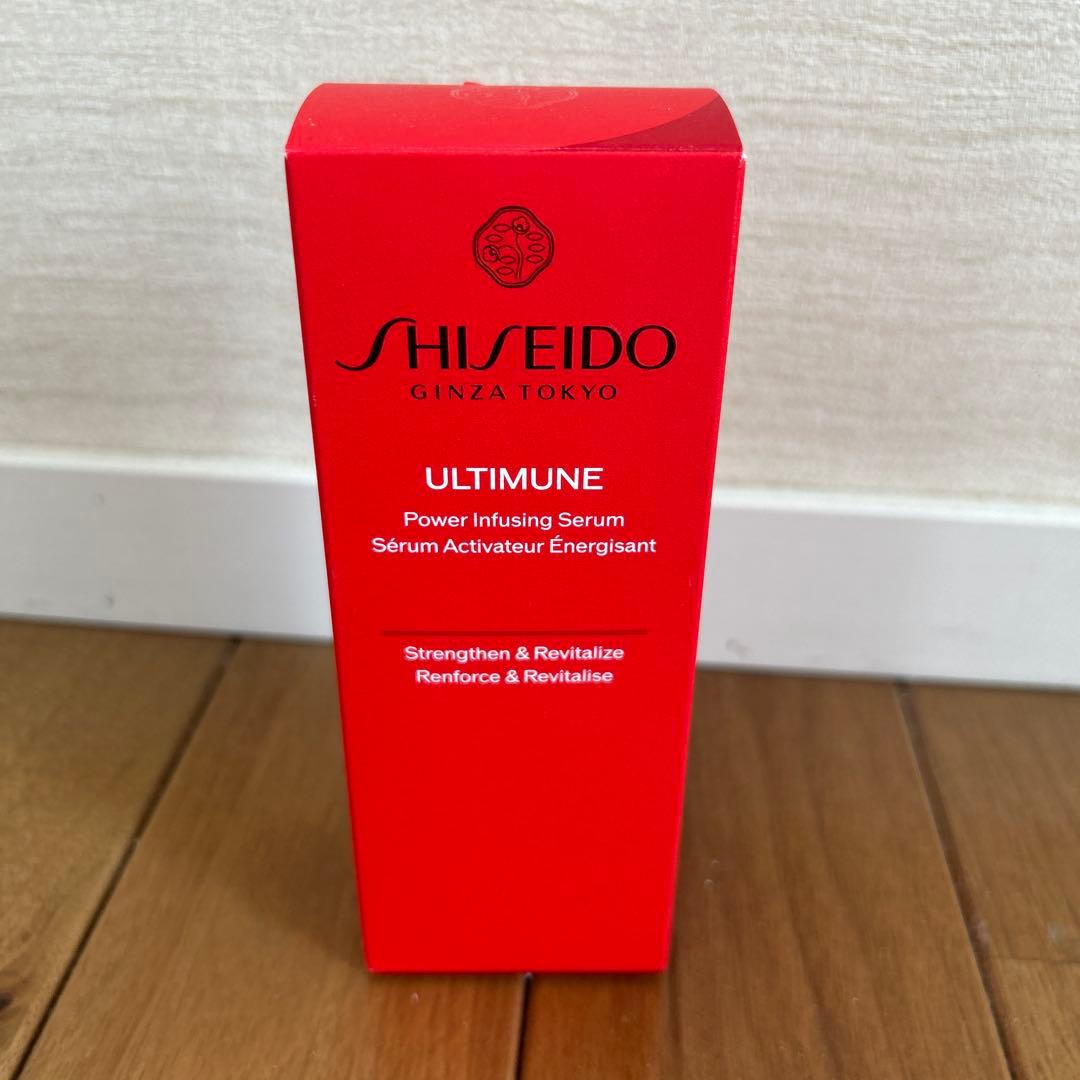 SHISEIDO
GINZA TOKYO
ULTIMUNE
Power Infusing Serum
Sérum Activateur Énergisant
Strengthen & Revitalize
Renforce & Revitalise